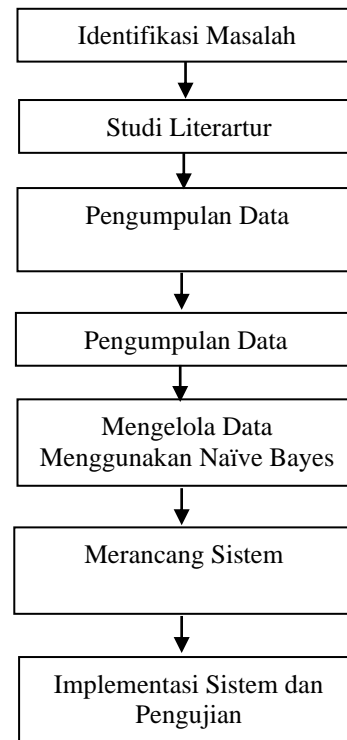 Identifikasi Masalah
Studi Literartur
Pengumpulan Data
Pengumpulan Data
Mengelola Data
Menggunakan Naïve Bayes
Merancang Sistem
Implementasi Sistem dan
Pengujian